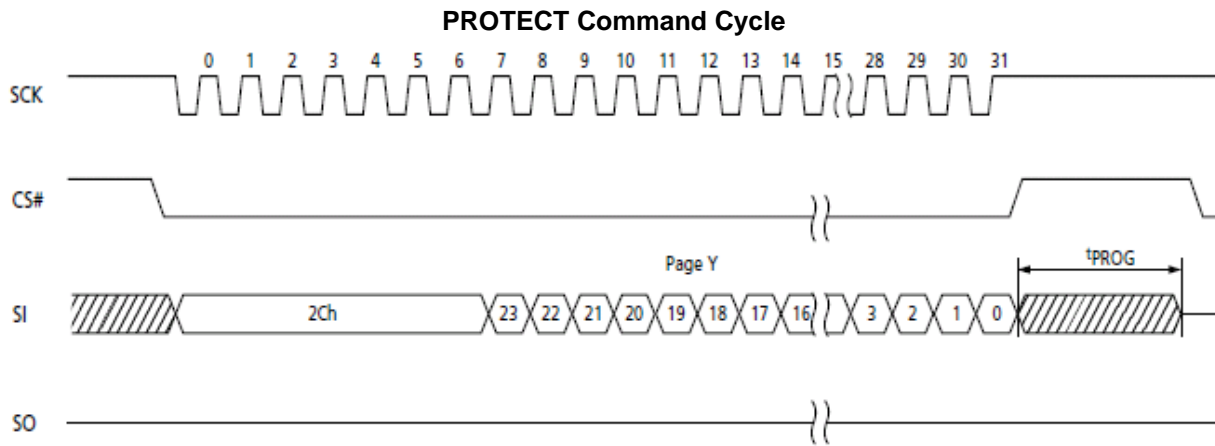 PROTECT Command Cycle
0 1 2 3 4 5 6 7 8 9 10 11 12 13 14 15 28 29 30 31
SCK
CS#
Page Y
tPROG
SI 2Ch 23 22 21 20 19 18 17 16 3 2 1 0
SO